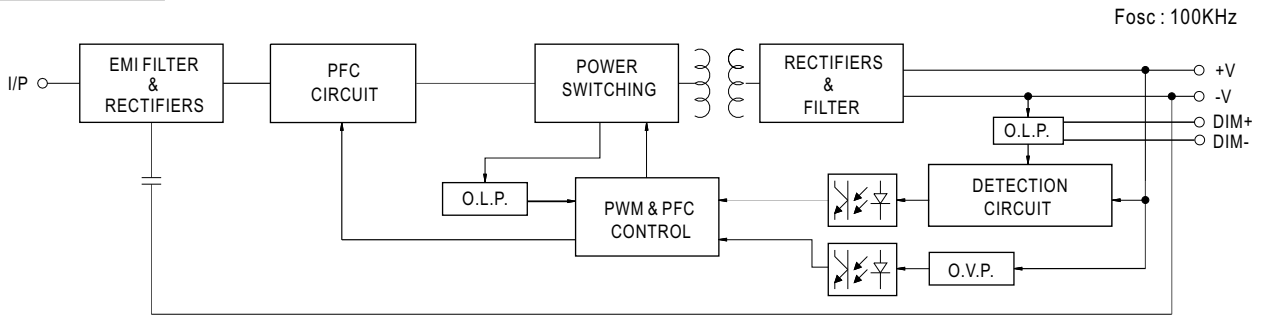 Fosc : 100KHz
I/P
EMI FILTER
&
RECTIFIERS
PFC
CIRCUIT
POWER
SWITCHING
RECTIFIERS
&
FILTER
+V
-V
DIM+
DIM-
O.L.P.
O.L.P.
PWM & PFC
CONTROL
DETECTION
CIRCUIT
O.V.P.